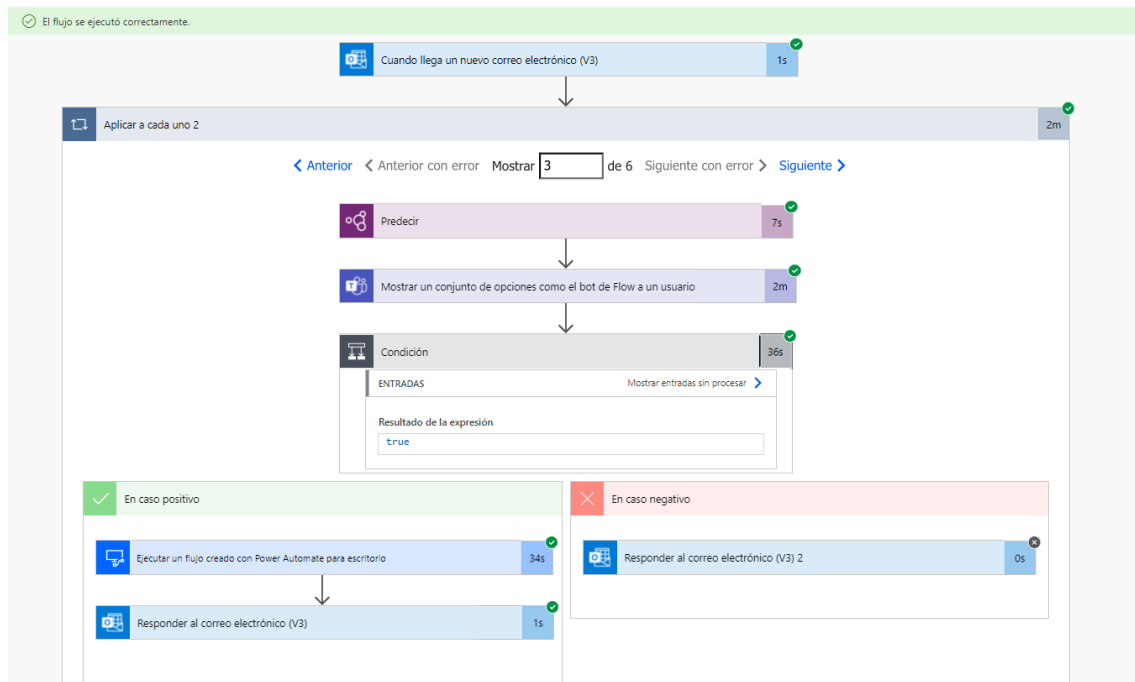 El flujo se ejecutó correctamente.
Cuando llega un nuevo correo electrónico (V3) 1s
Aplicar a cada uno 2 2m
Anterior Anterior con error Mostrar 3 de 6 Siguiente con error Siguiente
Predecir 7s
Mostrar un conjunto de opciones como el bot de Flow a un usuario 2m
Condición 36s
ENTRADAS Mostrar entradas sin procesar
Resultado de la expresión
true
En caso positivo
Ejecutar un flujo creado con Power Automate para escritorio 34s
Responder al correo electrónico (V3) 1s
En caso negativo
Responder al correo electrónico (V3) 2 0s